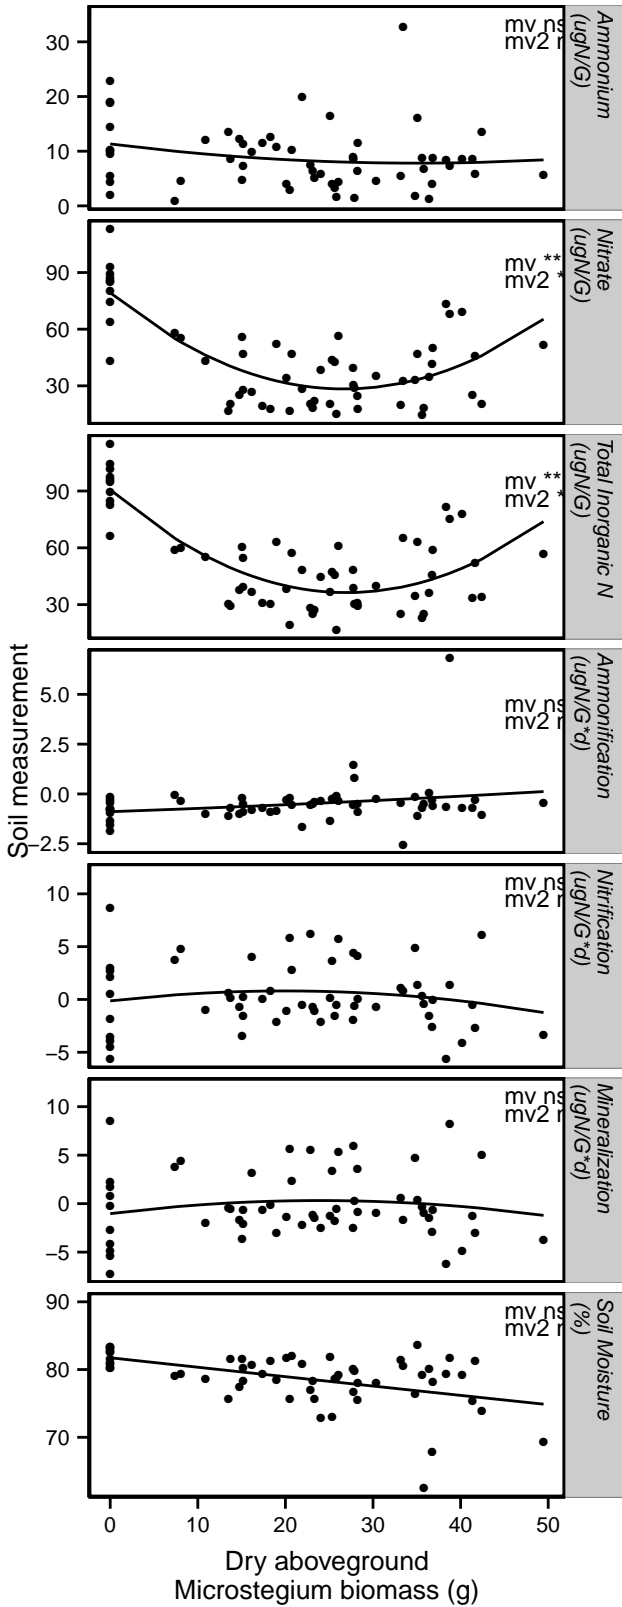 mv ns
mv2 n
Ammonium
(ugN/G)
30
20
10
0
mv **
mv2 *
Nitrate
(ugN/G)
90
60
30
mv **
mv2 *
Total Inorganic N
(ugN/G)
90
60
30
mv ns
mv2 n
Ammonification
(ugN/G*d)
5.0
2.5
0.0
−2.5
Soil measurement
mv ns
mv2 n
Nitrification
(ugN/G*d)
10
5
0
−5
mv ns
mv2 n
Mineralization
(ugN/G*d)
10
5
0
−5
mv ns
mv2 n
Soil Moisture
(%)
90
80
70
0 10 20 30 40 50
Dry aboveground
Microstegium biomass (g)